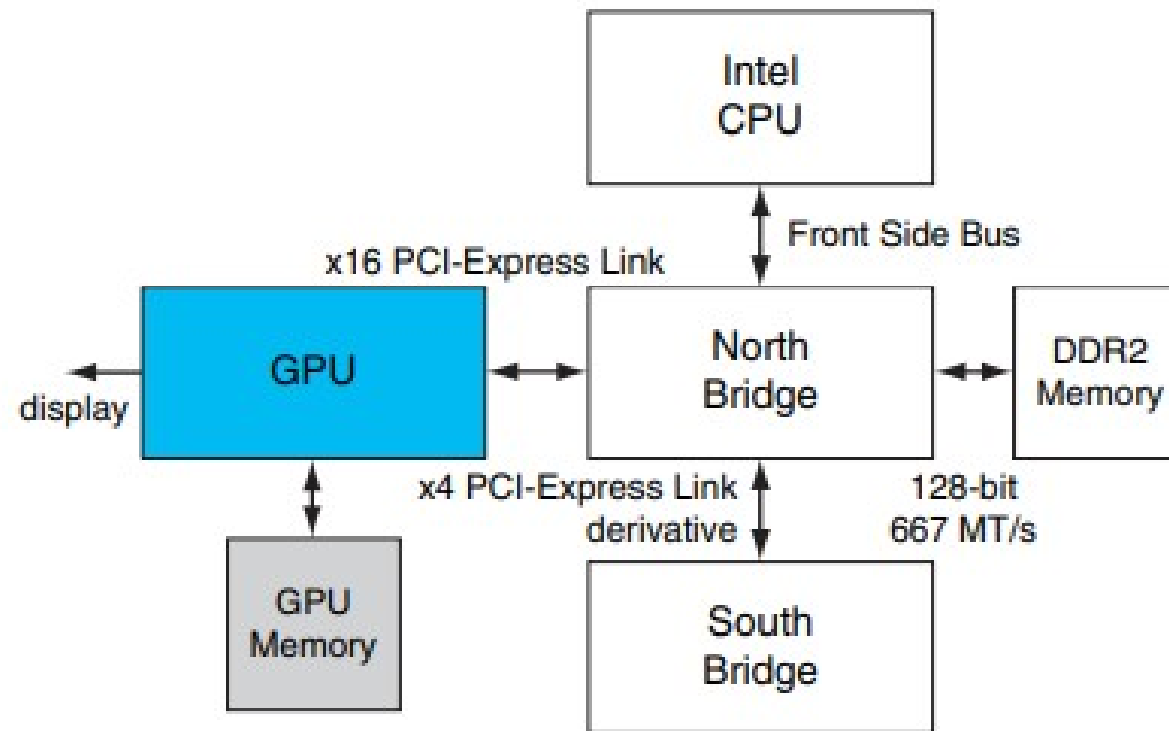 Intel
CPU
Front Side Bus
x16 PCI-Express Link
GPU
North
Bridge
DDR2
Memory
display
x4 PCI-Express Link
derivative
128-bit
667 MT/s
GPU
Memory
South
Bridge